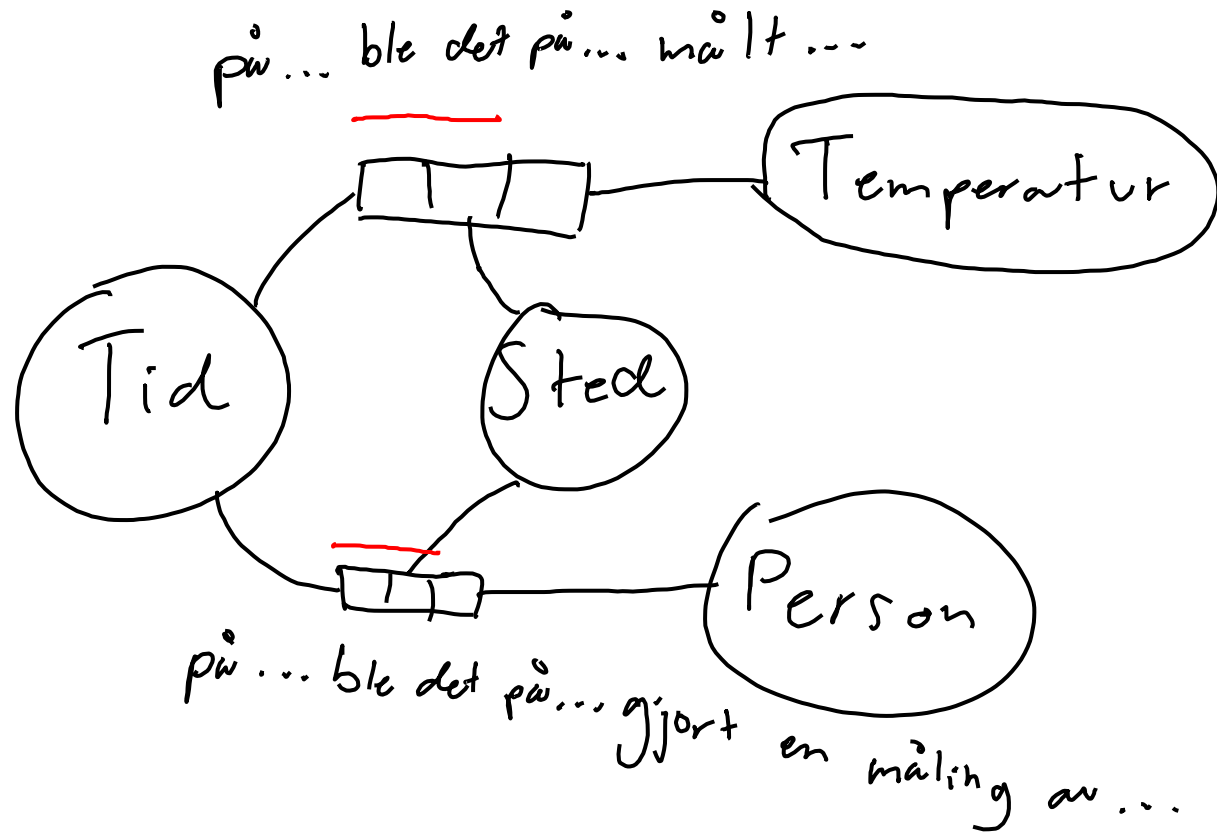 på... ble det på... målt...
Temperatur
Tid
Sted
Person
på... ble det på... gjort en måling av...